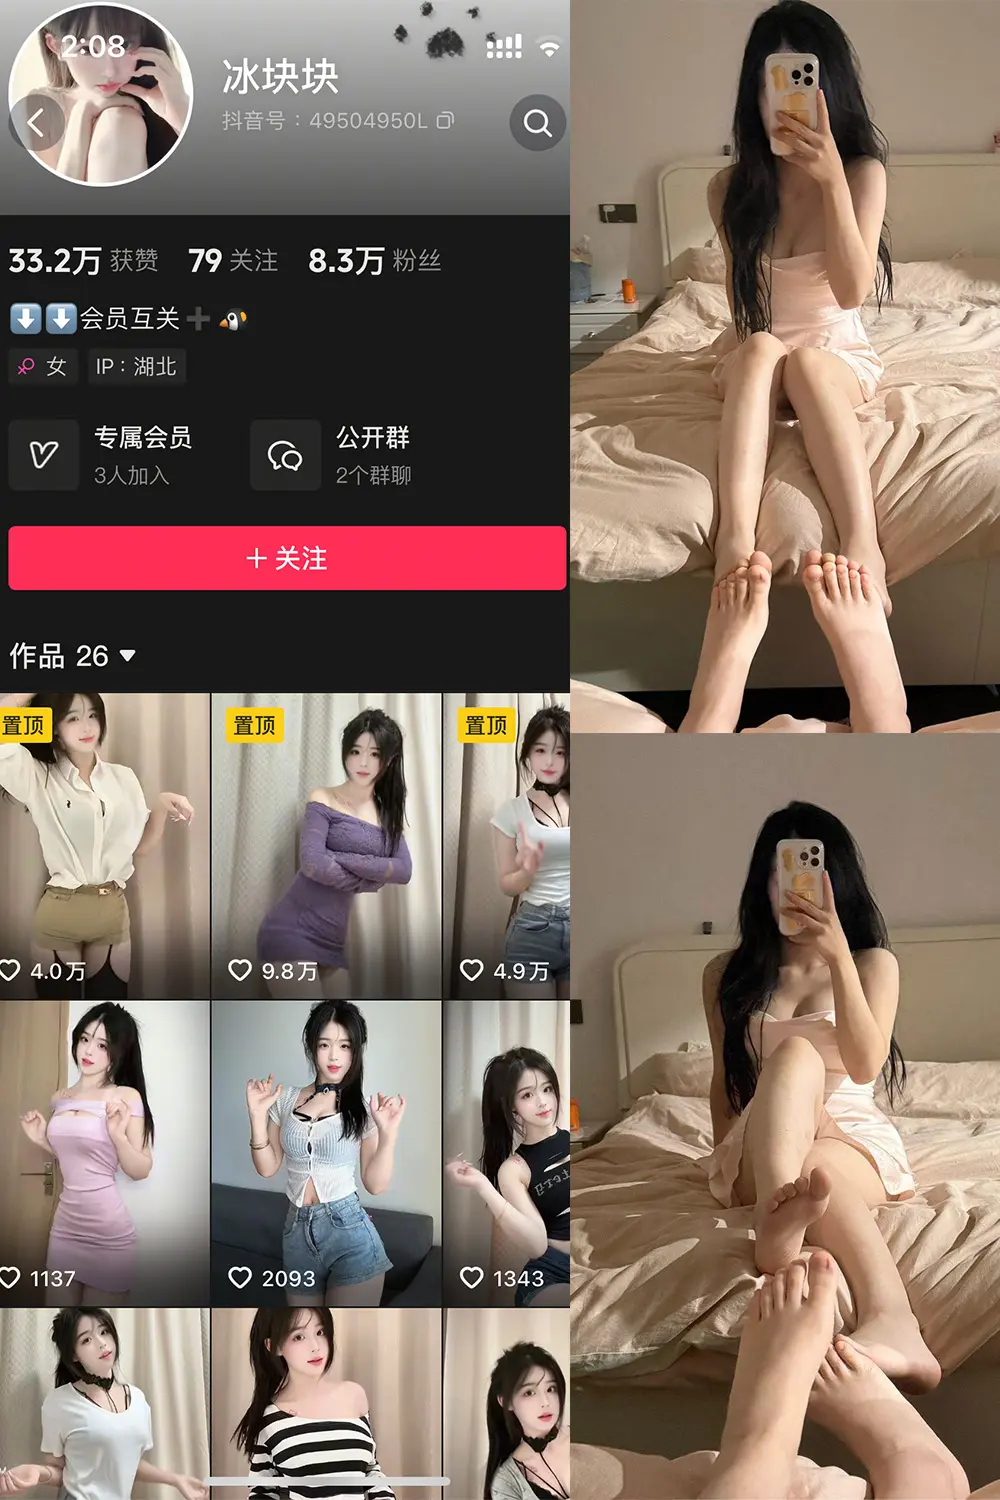 2:08
冰块块
抖音号：49504950L
33.2万 获赞 79 关注 8.3万 粉丝
⬇️⬇️会员互关➕🐧
女 IP：湖北
专属会员 公开群
3人加入 2个群聊
＋关注
作品 26
置顶 置顶 置顶
4.0万 9.8万 4.9万
1137 2093 1343